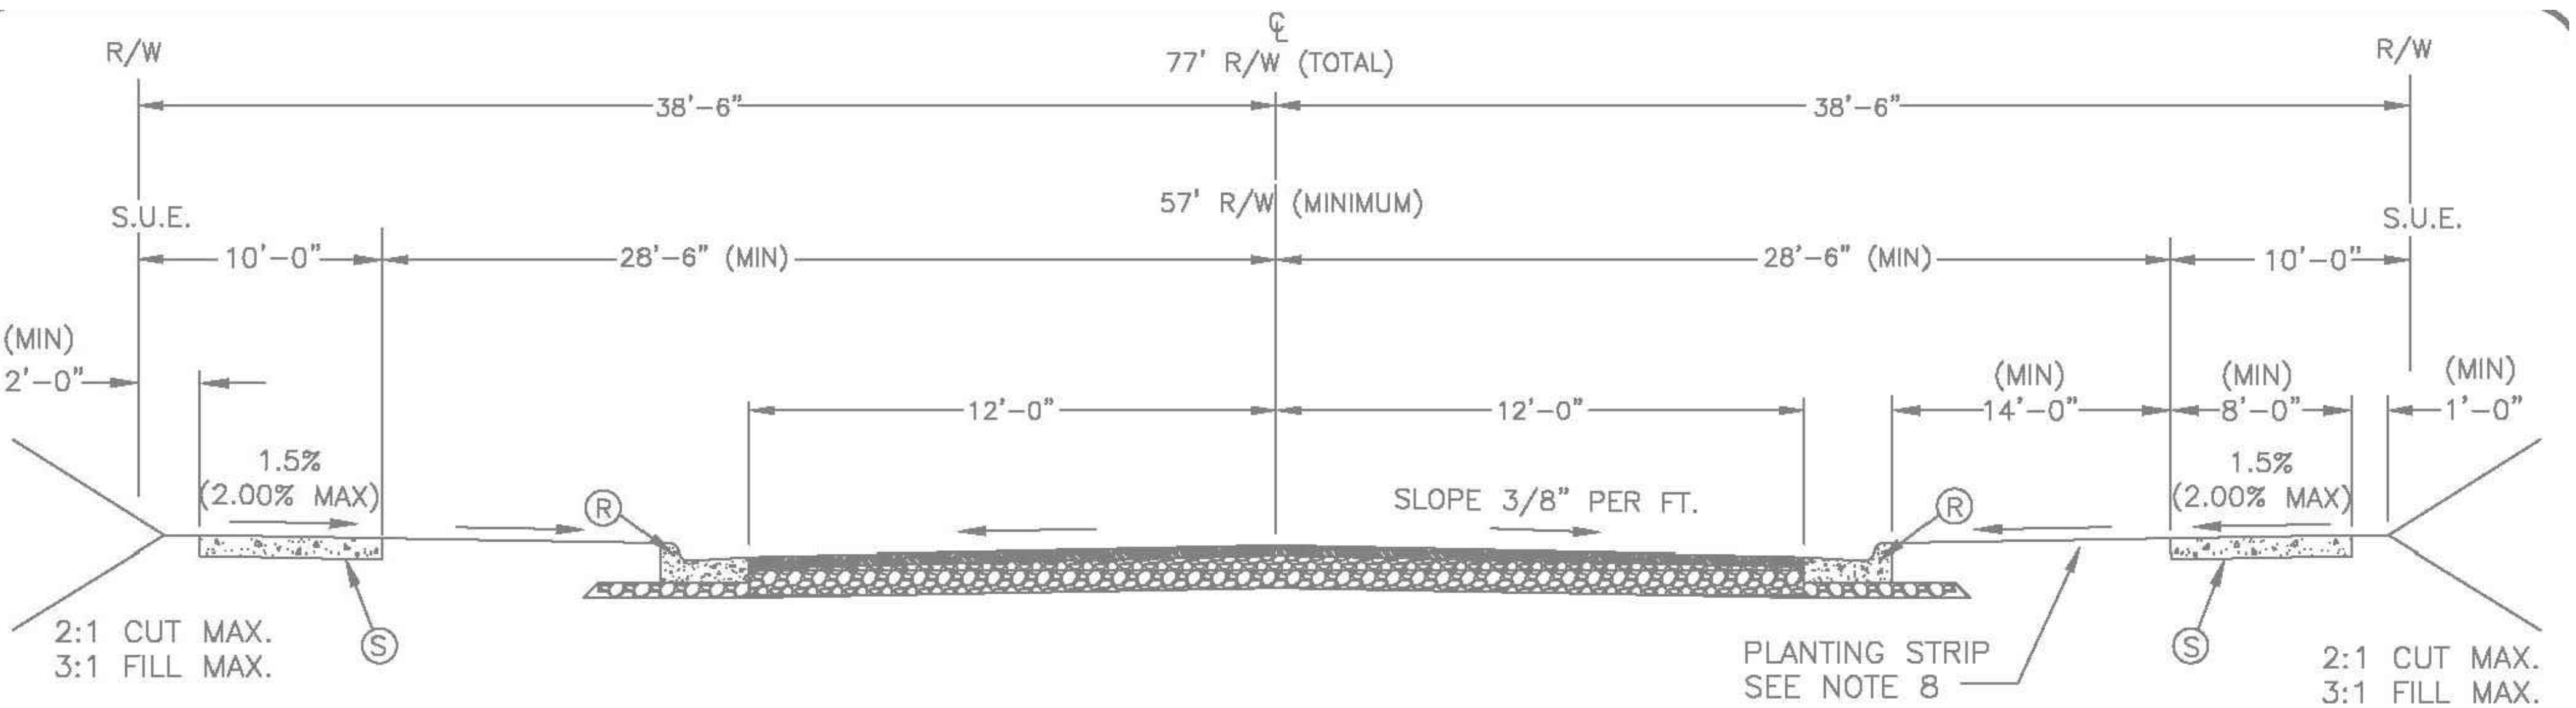 ℄
R/W
77' R/W (TOTAL)
R/W
38'-6"
38'-6"
57' R/W (MINIMUM)
S.U.E.
S.U.E.
10'-0"
28'-6" (MIN)
28'-6" (MIN)
10'-0"
(MIN)
2'-0"
12'-0"
12'-0"
(MIN)
14'-0"
(MIN)
8'-0"
(MIN)
1'-0"
1.5%
(2.00% MAX)
R
SLOPE 3/8" PER FT.
R
1.5%
(2.00% MAX)
2:1 CUT MAX.
3:1 FILL MAX.
S
PLANTING STRIP
SEE NOTE 8
S
2:1 CUT MAX.
3:1 FILL MAX.